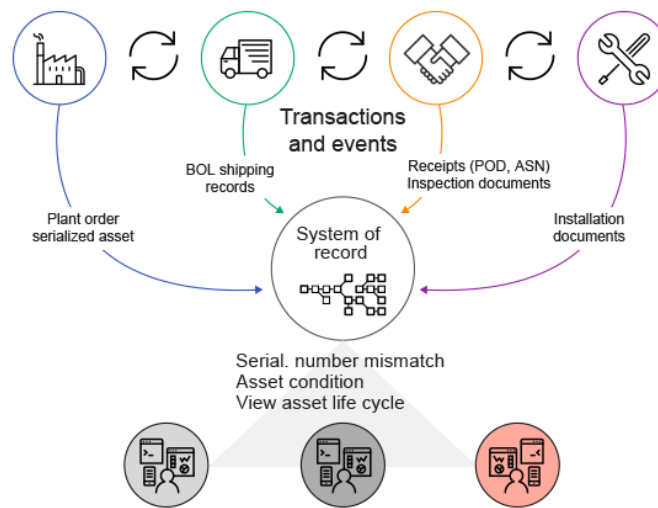 Transactions
and events
BOL shipping
records
Receipts (POD, ASN)
Inspection documents
Plant order
serialized asset
System of
record
Installation
documents
Serial. number mismatch
Asset condition
View asset life cycle